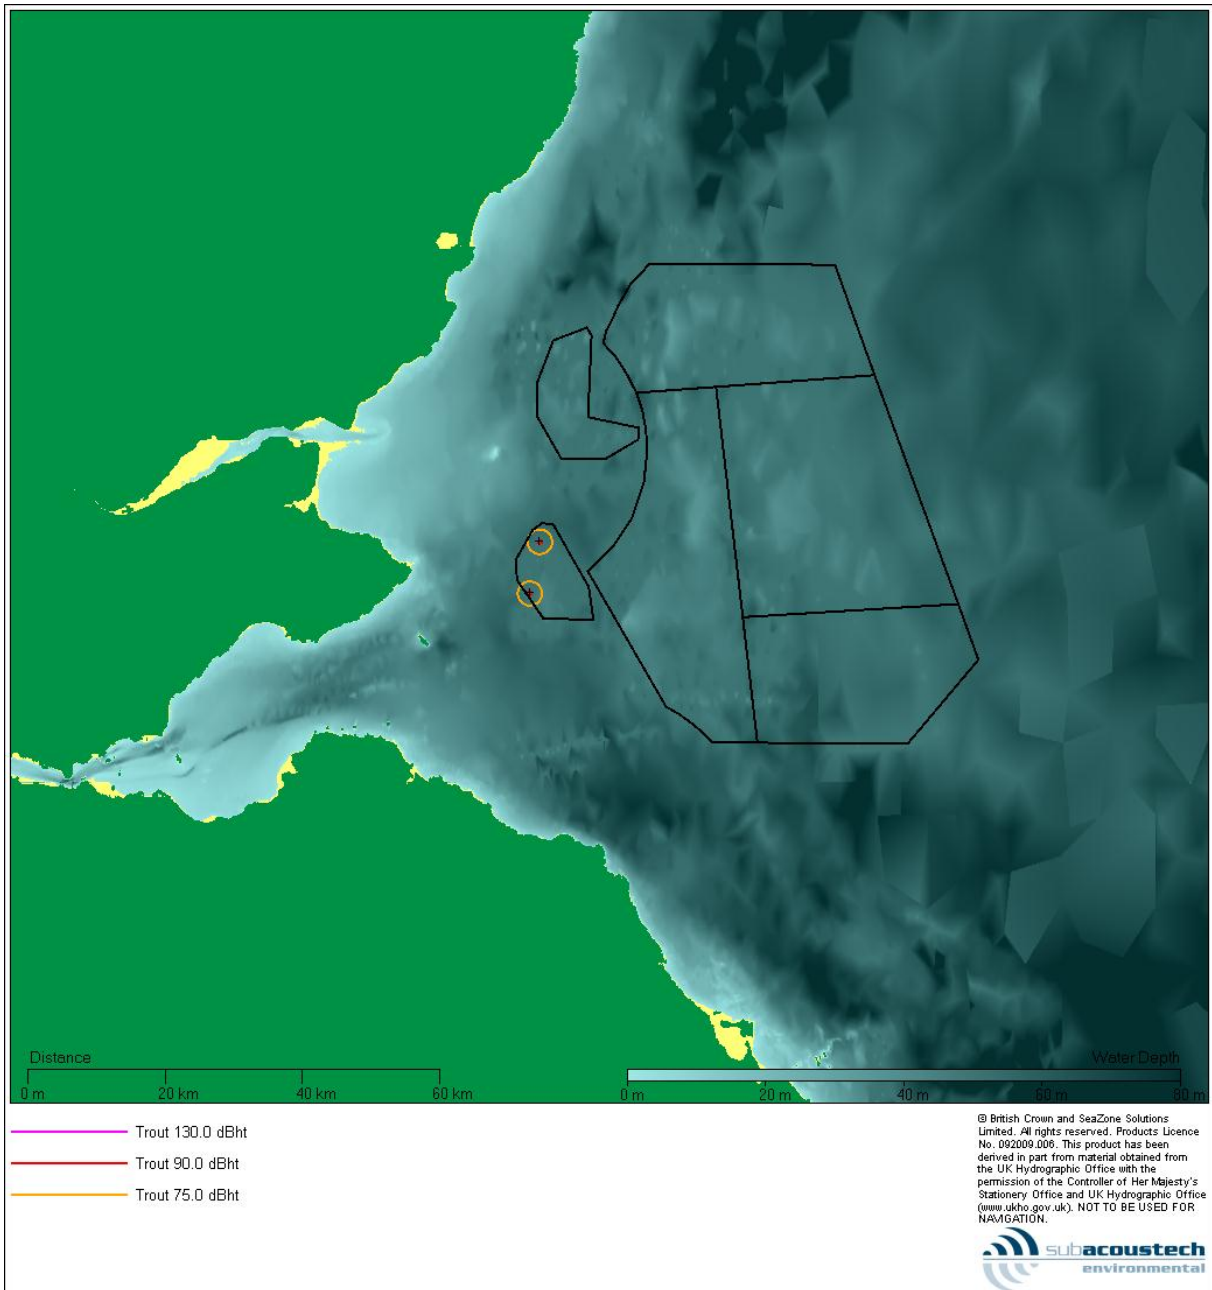 Distance
Water Depth
0 m 20 km 40 km 60 km
0 m 20 m 40 m 60 m 80 m
Trout 130.0 dBht
Trout 90.0 dBht
Trout 75.0 dBht
© British Crown and SeaZone Solutions
Limited. All rights reserved. Products Licence
No. 092009.006. This product has been
derived in part from material obtained from
the UK Hydrographic Office with the
permission of the Controller of Her Majesty's
Stationery Office and UK Hydrographic Office
(www.ukho.gov.uk). NOT TO BE USED FOR
NAVIGATION.
subacoustech
environmental